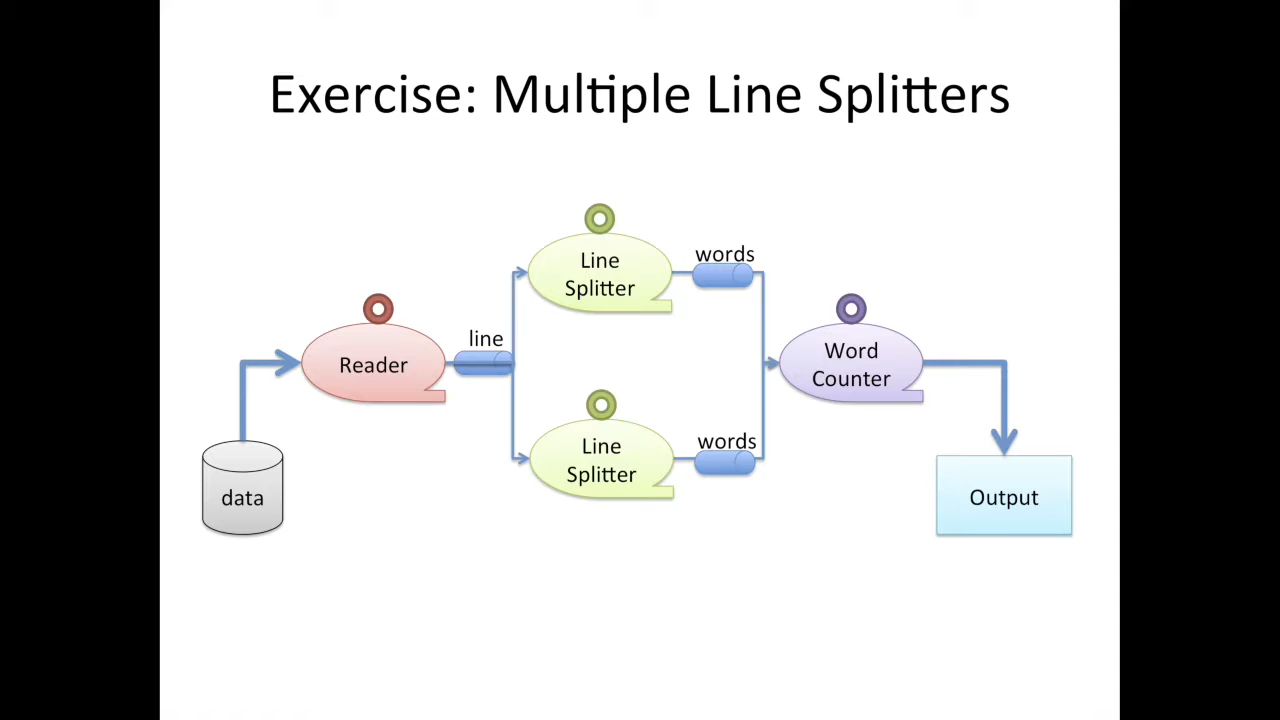 Exercise: Multiple Line Splitters
Line
Splitter
words
line
Reader
Word
Counter
Line
Splitter
words
data
Output